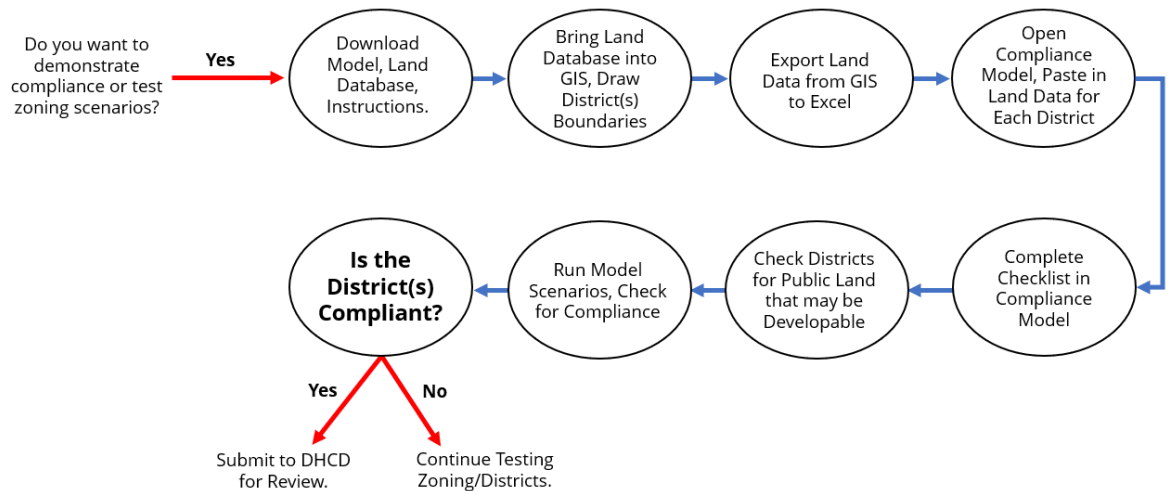 Do you want to
demonstrate
compliance or test
zoning scenarios?
Yes
Download
Model, Land
Database,
Instructions.
Bring Land
Database into
GIS, Draw
District(s)
Boundaries
Export Land
Data from GIS
to Excel
Open
Compliance
Model, Paste in
Land Data for
Each District
Complete
Checklist in
Compliance
Model
Check Districts
for Public Land
that may be
Developable
Run Model
Scenarios, Check
for Compliance
Is the
District(s)
Compliant?
Yes
No
Submit to DHCD
for Review.
Continue Testing
Zoning/Districts.